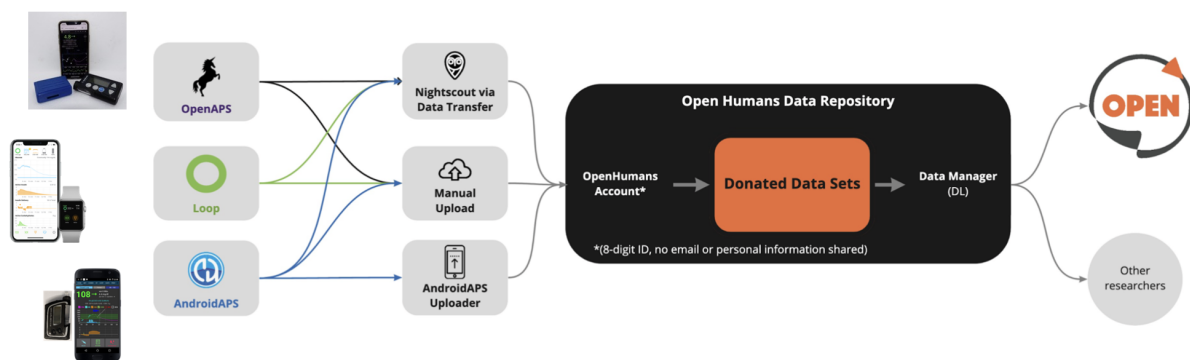 OpenAPS
Loop
AndroidAPS
Nightscout via
Data Transfer
Manual
Upload
AndroidAPS
Uploader
Open Humans Data Repository
OpenHumans
Account*
Donated Data Sets
Data Manager
(DL)
*(8-digit ID, no email or personal information shared)
OPEN
Other
researchers
108